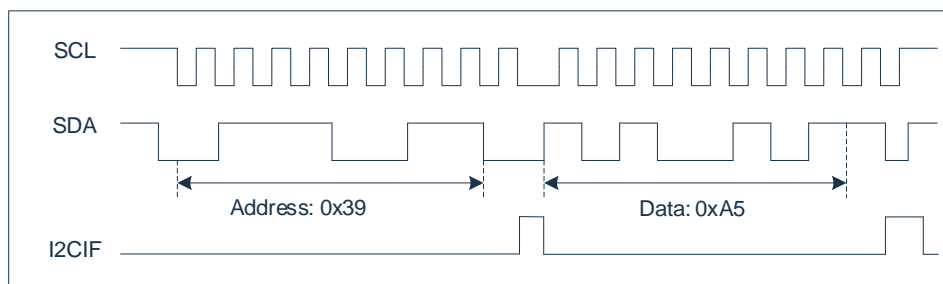 SCL
SDA
Address: 0x39
Data: 0xA5
I2CIF